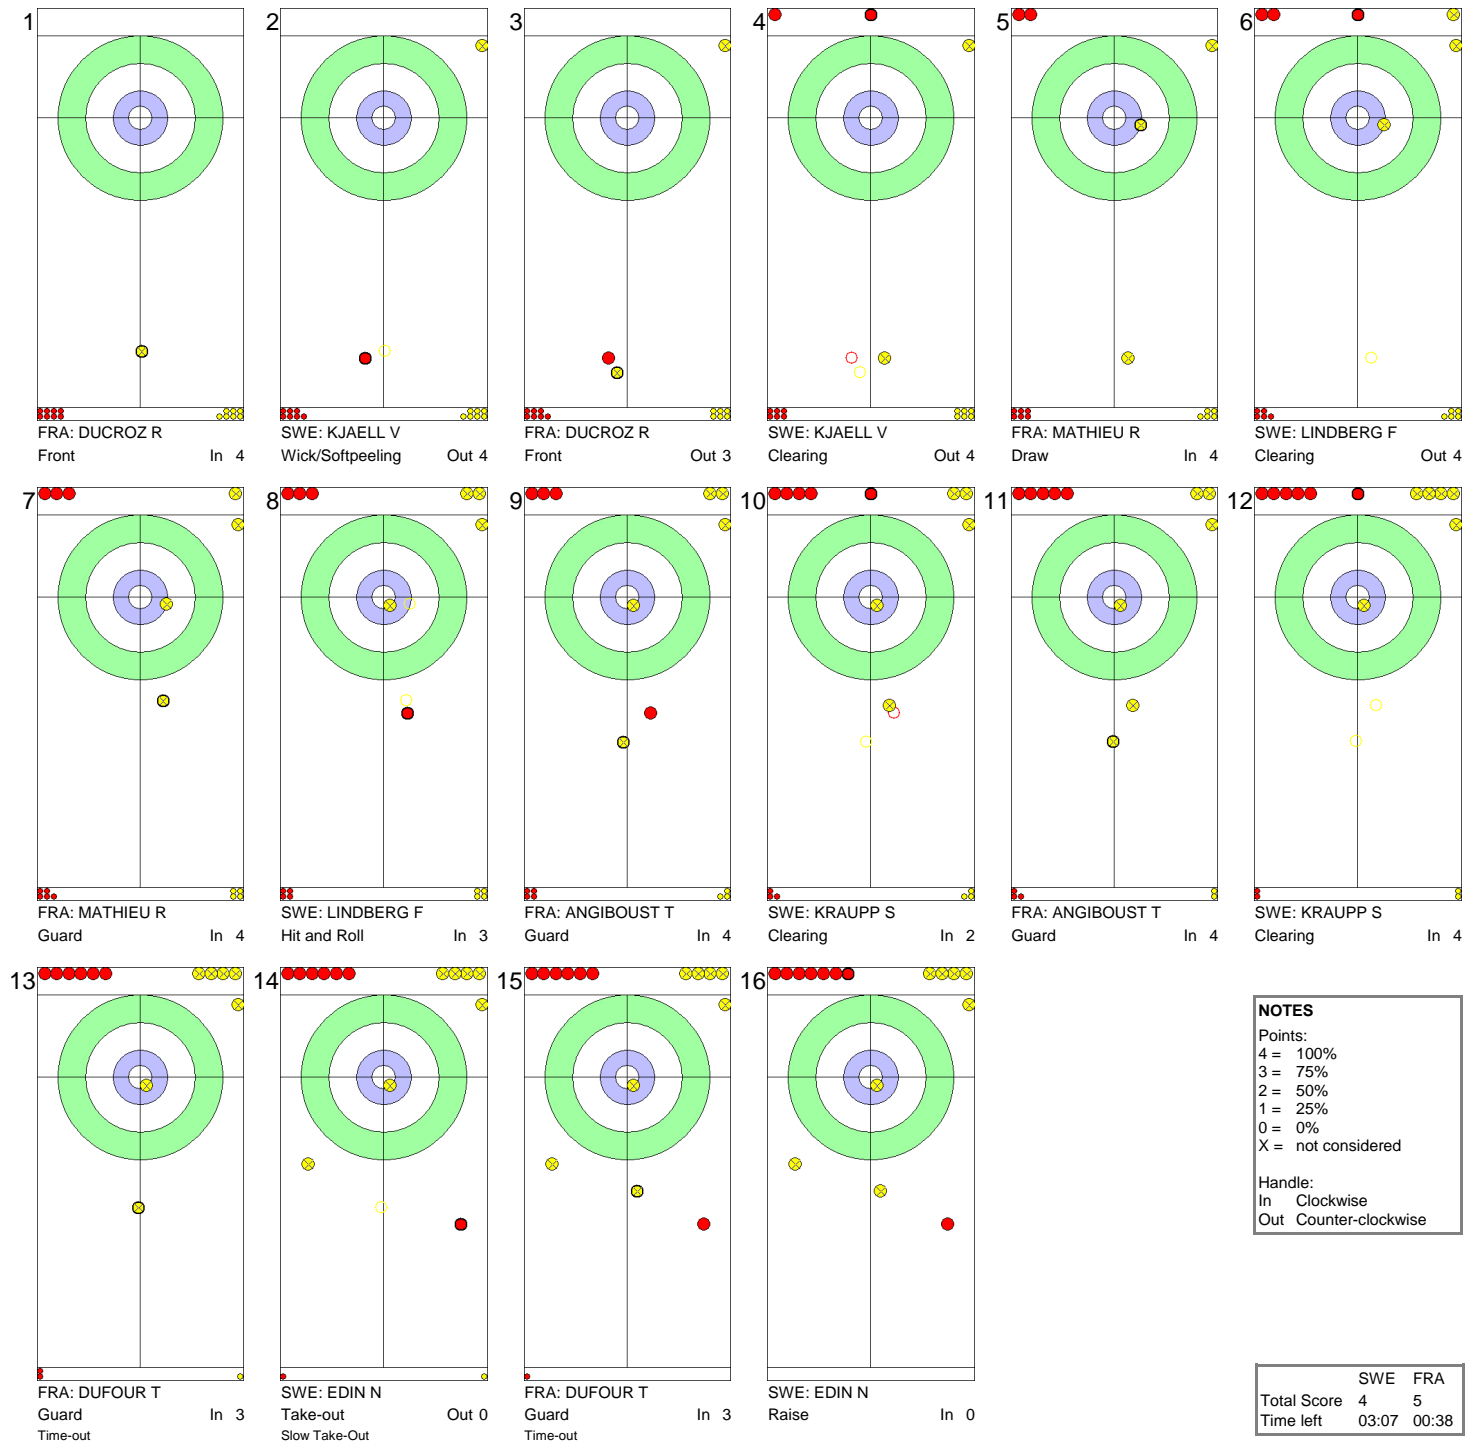 1
FRA: DUCROZ R
Front In 4
2
SWE: KJAELL V
Wick/Softpeeling Out 4
3
FRA: DUCROZ R
Front Out 3
4
SWE: KJAELL V
Clearing Out 4
5
FRA: MATHIEU R
Draw In 4
6
SWE: LINDBERG F
Clearing Out 4
7
FRA: MATHIEU R
Guard In 4
8
SWE: LINDBERG F
Hit and Roll In 3
9
FRA: ANGIBOUST T
Guard In 4
10
SWE: KRAUPP S
Clearing In 2
11
FRA: ANGIBOUST T
Guard In 4
12
SWE: KRAUPP S
Clearing In 4
13
FRA: DUFOUR T
Guard In 3
Time-out
14
SWE: EDIN N
Take-out Out 0
Slow Take-Out
15
FRA: DUFOUR T
Guard In 3
Time-out
16
SWE: EDIN N
Raise In 0
NOTES
Points:
4 = 100%
3 = 75%
2 = 50%
1 = 25%
0 = 0%
X = not considered
Handle:
In Clockwise
Out Counter-clockwise
SWE FRA
Total Score 4 5
Time left 03:07 00:38